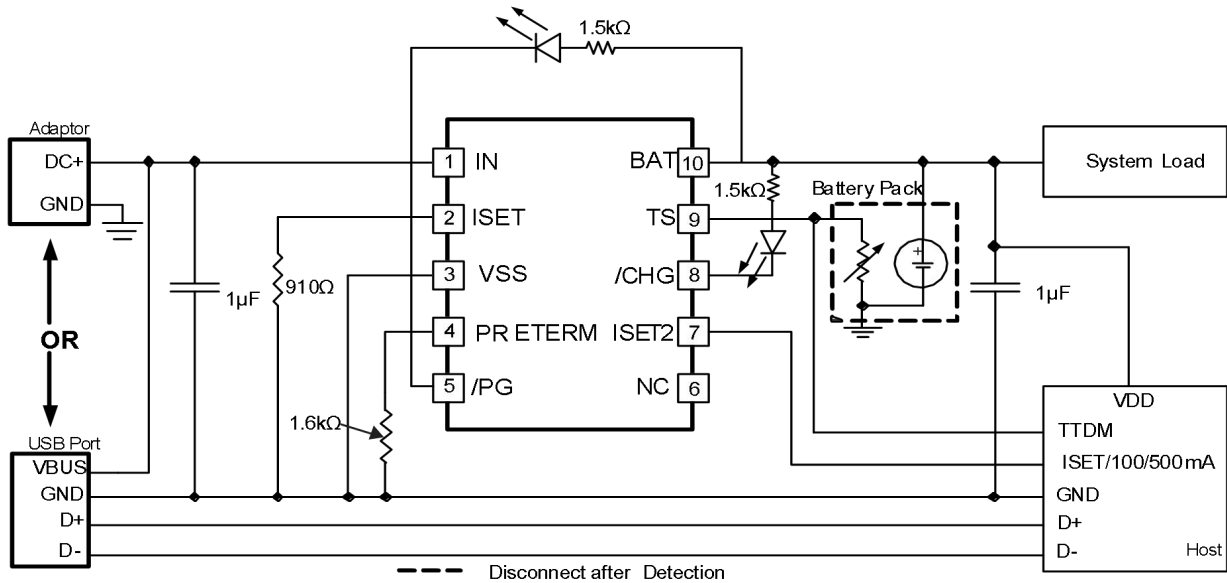 1.5kΩ
Adaptor
DC+
GND
OR
USB Port
VBUS
GND
D+
D-
1µF
910Ω
1.6kΩ
1 IN
2 ISET
3 VSS
4 PR ETERM
5 /PG
BAT 10
TS 9
/CHG 8
ISET2 7
NC 6
1.5kΩ
Battery Pack
+
System Load
1µF
VDD
TTDM
ISET/100/500mA
GND
D+
D-
Host
Disconnect after Detection